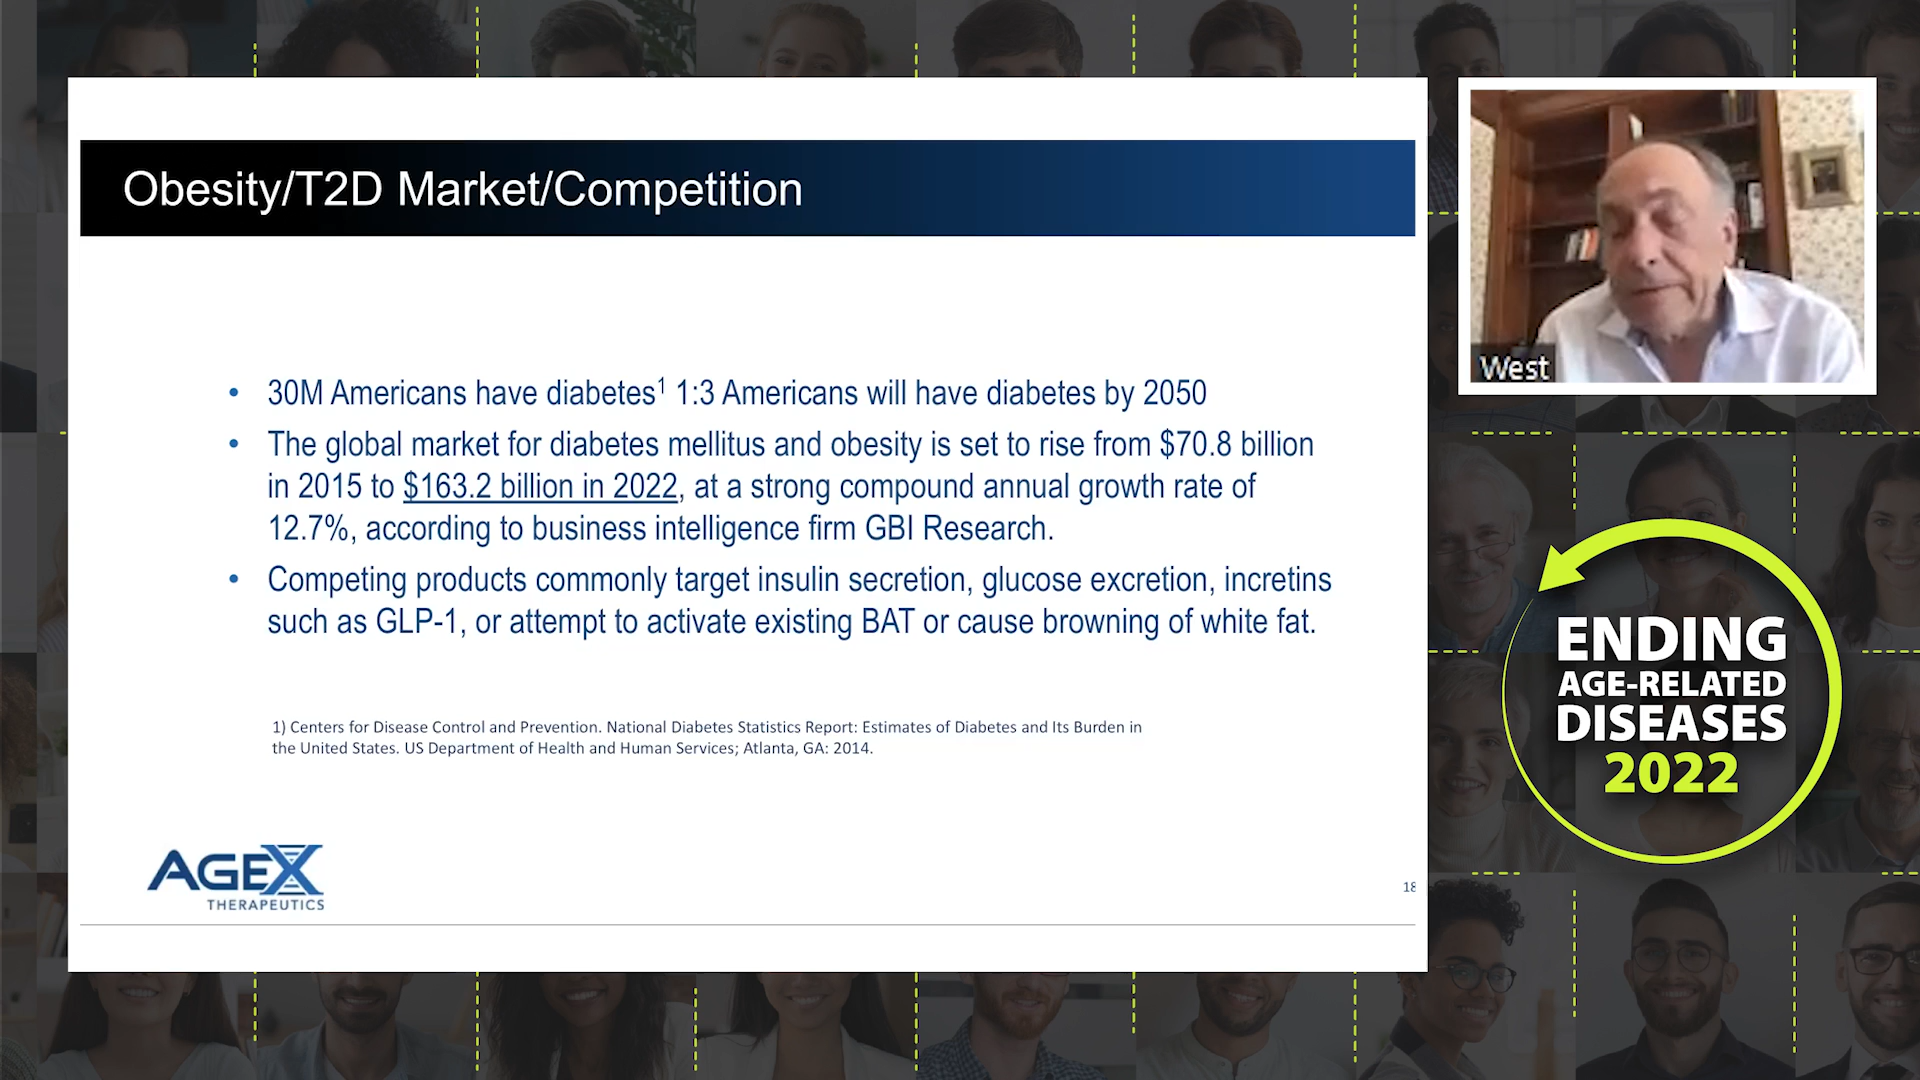 Obesity/T2D Market/Competition
• 30M Americans have diabetes¹ 1:3 Americans will have diabetes by 2050
• The global market for diabetes mellitus and obesity is set to rise from $70.8 billion
in 2015 to $163.2 billion in 2022, at a strong compound annual growth rate of
12.7%, according to business intelligence firm GBI Research.
• Competing products commonly target insulin secretion, glucose excretion, incretins
such as GLP-1, or attempt to activate existing BAT or cause browning of white fat.
1) Centers for Disease Control and Prevention. National Diabetes Statistics Report: Estimates of Diabetes and Its Burden in
the United States. US Department of Health and Human Services; Atlanta, GA: 2014.
AGEX
THERAPEUTICS
18
West
ENDING
AGE-RELATED
DISEASES
2022